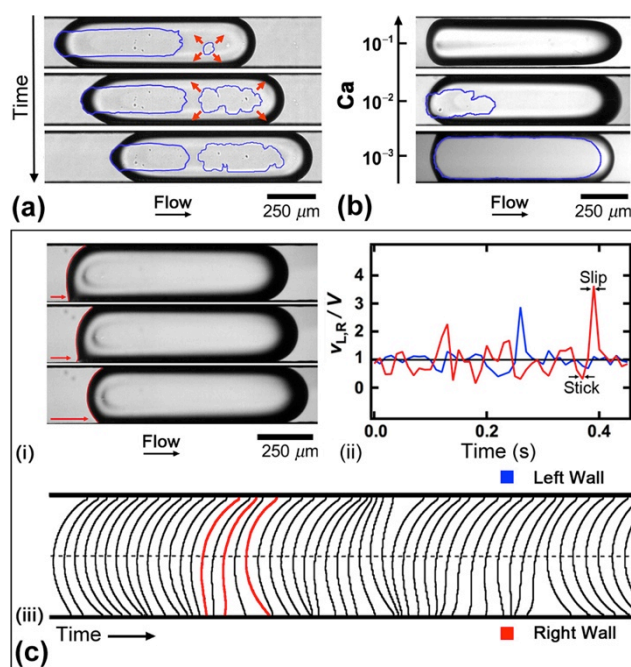 Time
(a)
Flow
250 μm
Ca
10⁻¹
10⁻²
10⁻³
(b)
Flow
250 μm
(i)
Flow
250 μm
v_L,R / V
4
3
2
1
0
Slip
Stick
0.0
0.2
0.4
Time (s)
(ii)
Left Wall
(iii)
Time
Right Wall
(c)